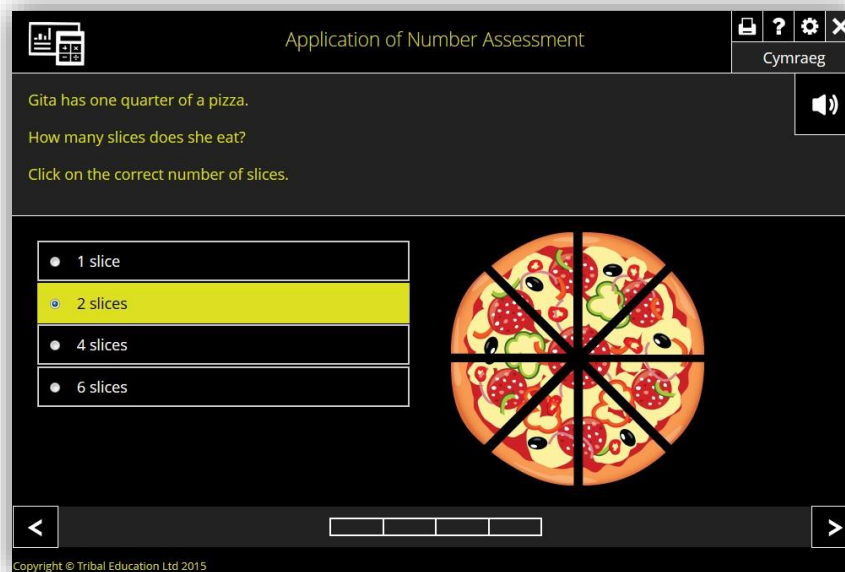 Application of Number Assessment
?
Cymraeg
Gita has one quarter of a pizza.
How many slices does she eat?
Click on the correct number of slices.
1 slice
2 slices
4 slices
6 slices
<
>
Copyright © Tribal Education Ltd 2015